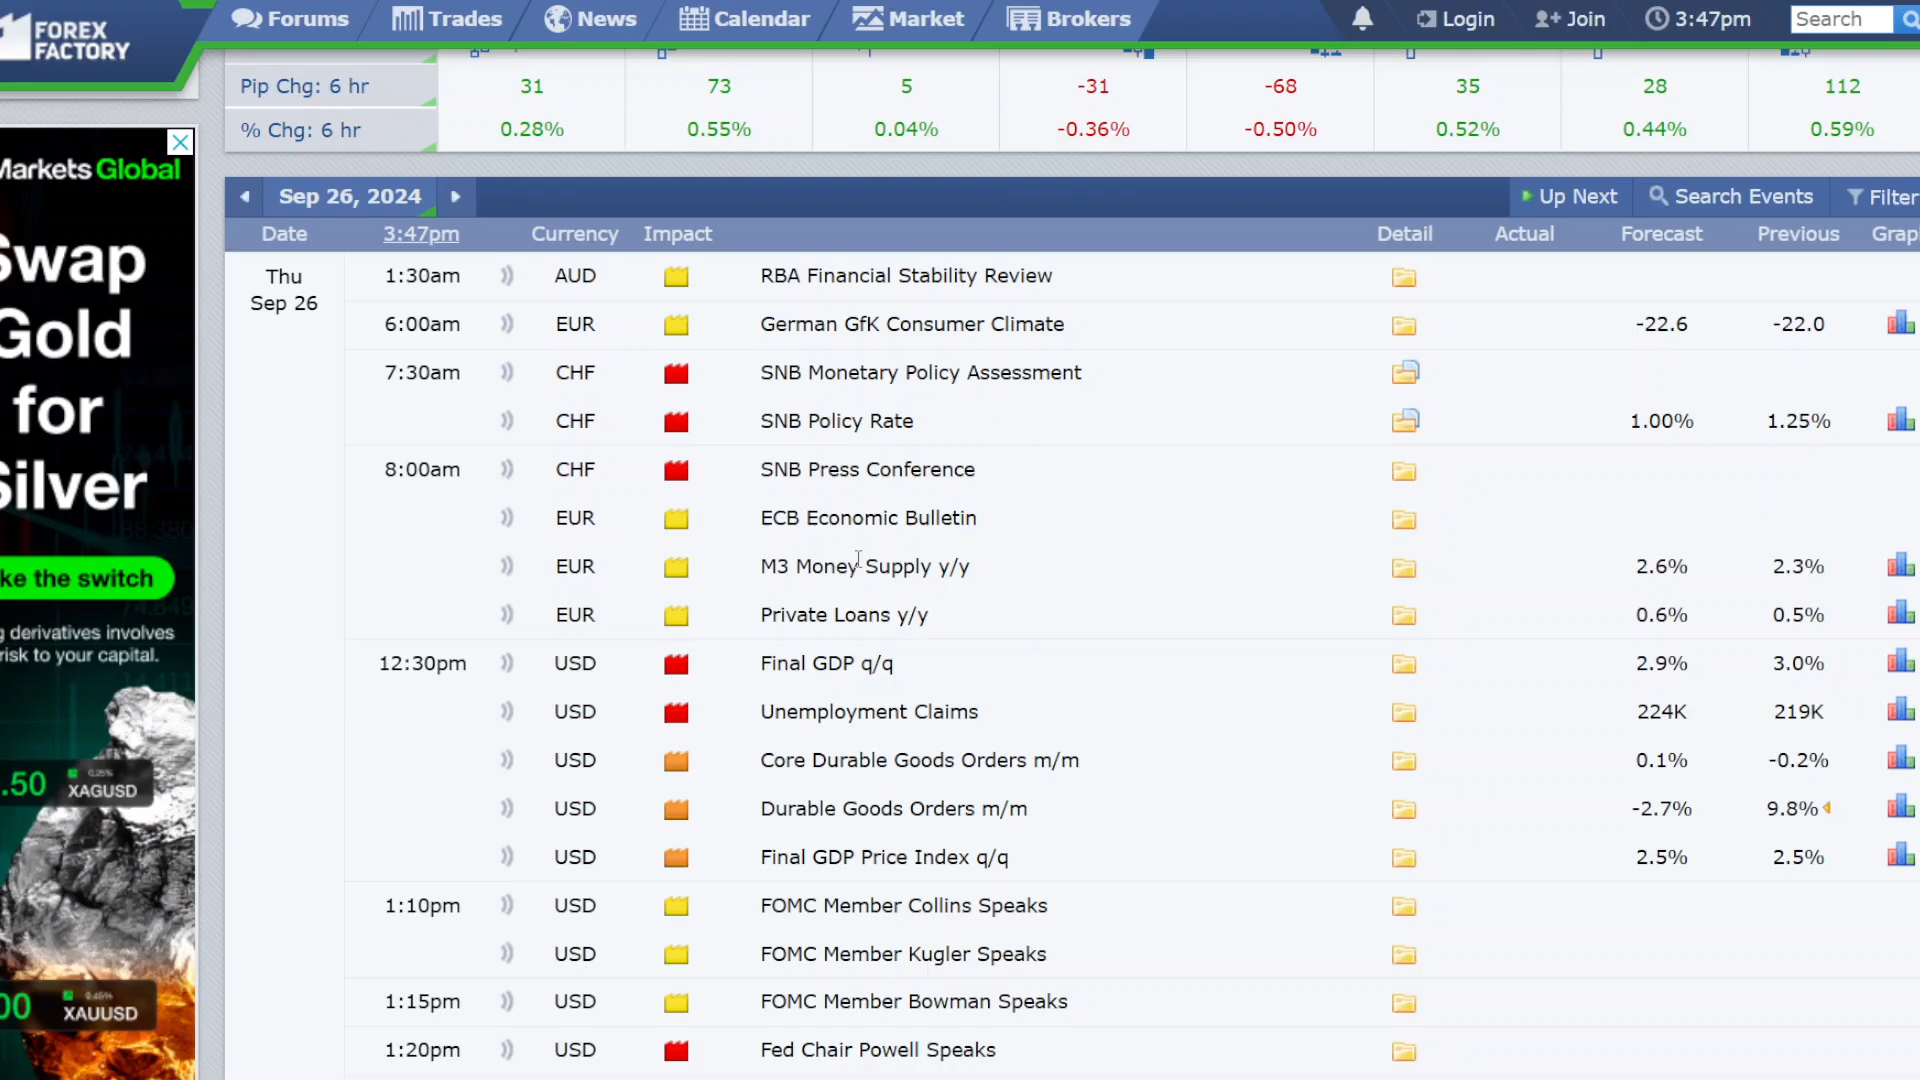 FOREX FACTORY
Forums Trades News Calendar Market Brokers Login Join 3:47pm Search
Pip Chg: 6 hr 31 73 5 -31 -68 35 28 112
% Chg: 6 hr 0.28% 0.55% 0.04% -0.36% -0.50% 0.52% 0.44% 0.59%
Markets Global
Swap
Gold
for
Silver
ke the switch
g derivatives involves
risk to your capital.
.50 0.25% XAGUSD
00 0.45% XAUUSD
Sep 26, 2024 Up Next Search Events Filter
Date 3:47pm Currency Impact Detail Actual Forecast Previous Grap
Thu
Sep 26
1:30am AUD RBA Financial Stability Review
6:00am EUR German GfK Consumer Climate -22.6 -22.0
7:30am CHF SNB Monetary Policy Assessment
CHF SNB Policy Rate 1.00% 1.25%
8:00am CHF SNB Press Conference
EUR ECB Economic Bulletin
EUR M3 Money Supply y/y 2.6% 2.3%
EUR Private Loans y/y 0.6% 0.5%
12:30pm USD Final GDP q/q 2.9% 3.0%
USD Unemployment Claims 224K 219K
USD Core Durable Goods Orders m/m 0.1% -0.2%
USD Durable Goods Orders m/m -2.7% 9.8%
USD Final GDP Price Index q/q 2.5% 2.5%
1:10pm USD FOMC Member Collins Speaks
USD FOMC Member Kugler Speaks
1:15pm USD FOMC Member Bowman Speaks
1:20pm USD Fed Chair Powell Speaks